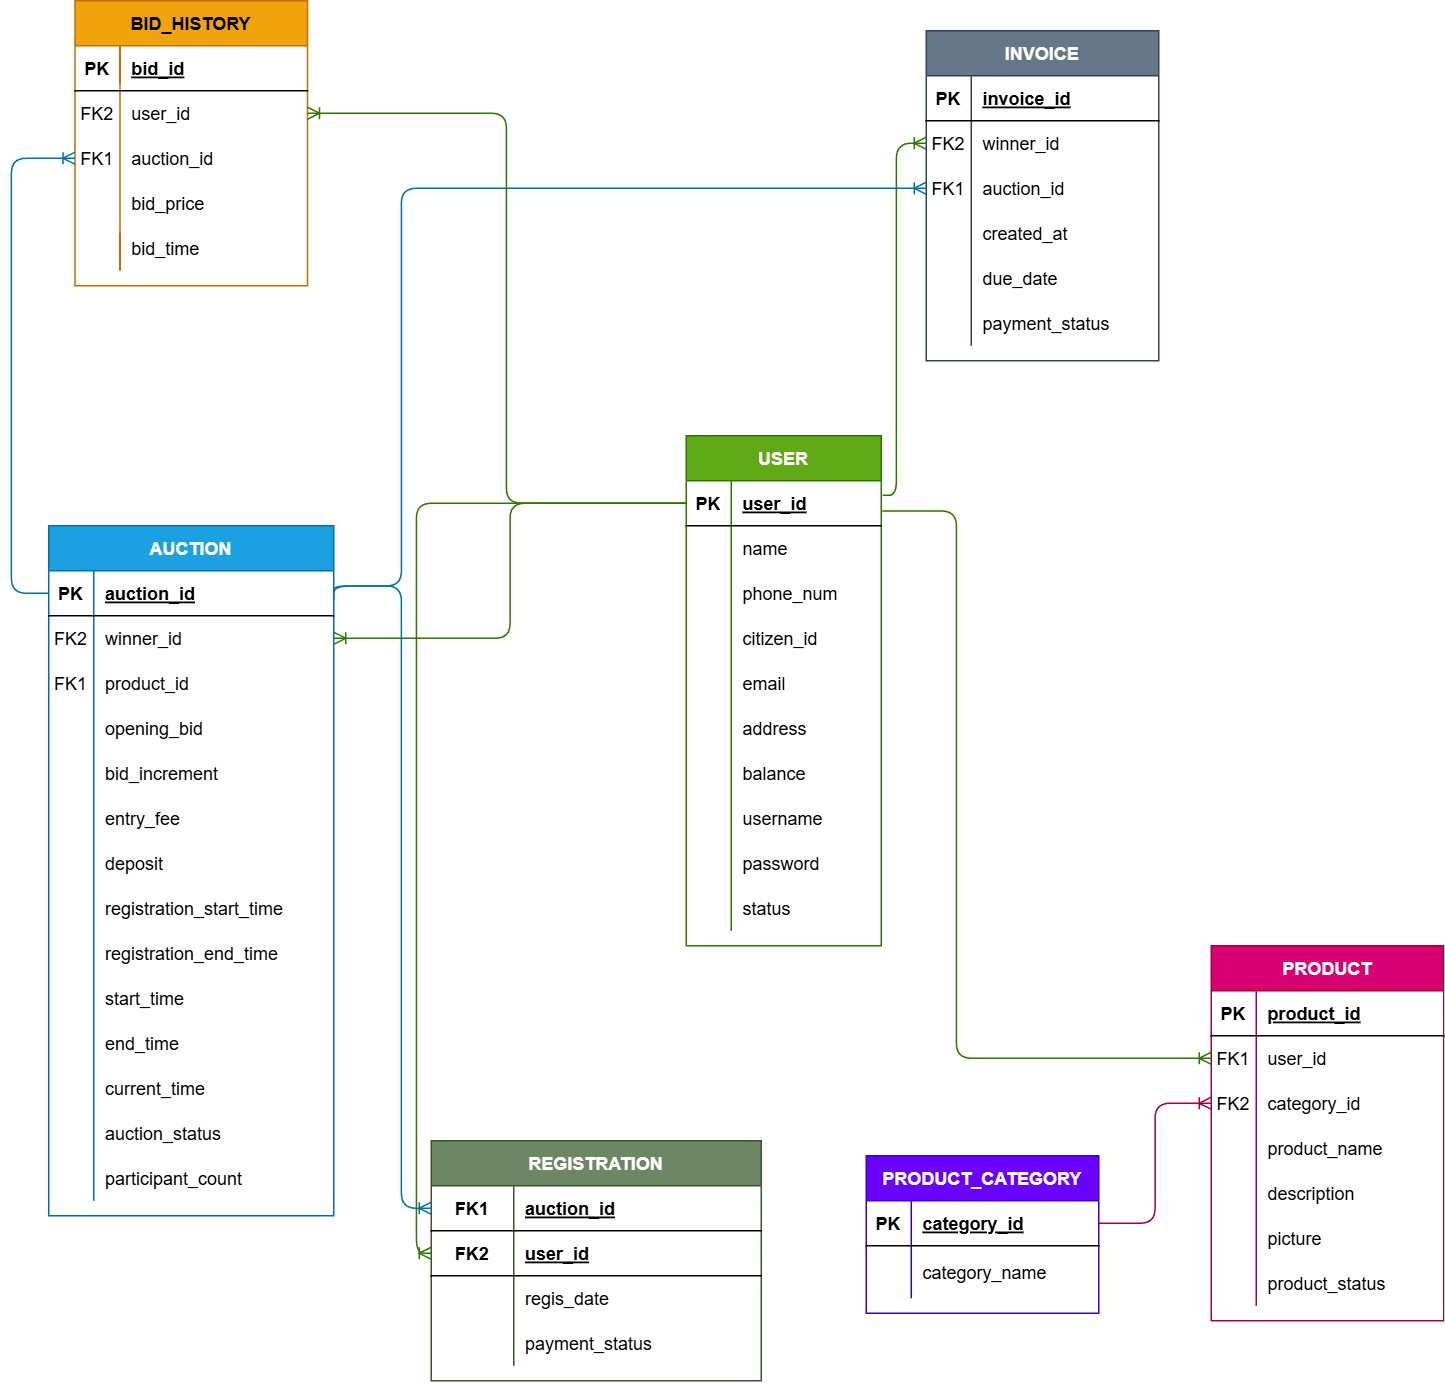 BID_HISTORY
PK bid_id
FK2 user_id
FK1 auction_id
bid_price
bid_time
INVOICE
PK invoice_id
FK2 winner_id
FK1 auction_id
created_at
due_date
payment_status
USER
PK user_id
name
phone_num
citizen_id
email
address
balance
username
password
status
AUCTION
PK auction_id
FK2 winner_id
FK1 product_id
opening_bid
bid_increment
entry_fee
deposit
registration_start_time
registration_end_time
start_time
end_time
current_time
auction_status
participant_count
PRODUCT
PK product_id
FK1 user_id
FK2 category_id
product_name
description
picture
product_status
REGISTRATION
FK1 auction_id
FK2 user_id
regis_date
payment_status
PRODUCT_CATEGORY
PK category_id
category_name